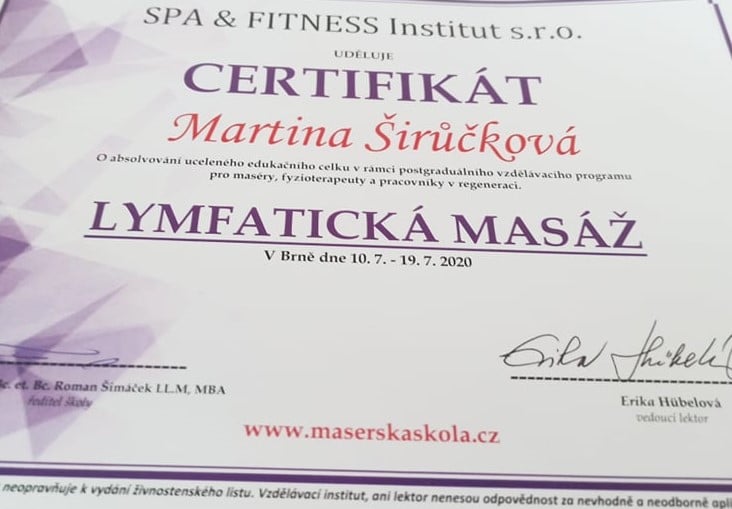 SPA & FITNESS Institut s.r.o.
UDĚLUJE
CERTIFIKÁT
Martina Širůčková
O absolvování uceleného edukačního celku v rámci postgraduálního vzdělávacího programu
pro maséry, fyzioterapeuty a pracovníky v regeneraci.
LYMFATICKÁ MASÁŽ
V Brně dne 10. 7. - 19. 7. 2020
et. Bc. Roman Šimáček LL.M, MBA
ředitel školy
Erika Hübelová
vedoucí lektor
www.maserskaskola.cz
neopravňuje k vydání živnostenského listu. Vzdělávací institut, ani lektor nenesou odpovědnost za nevhodně a neodborně apli